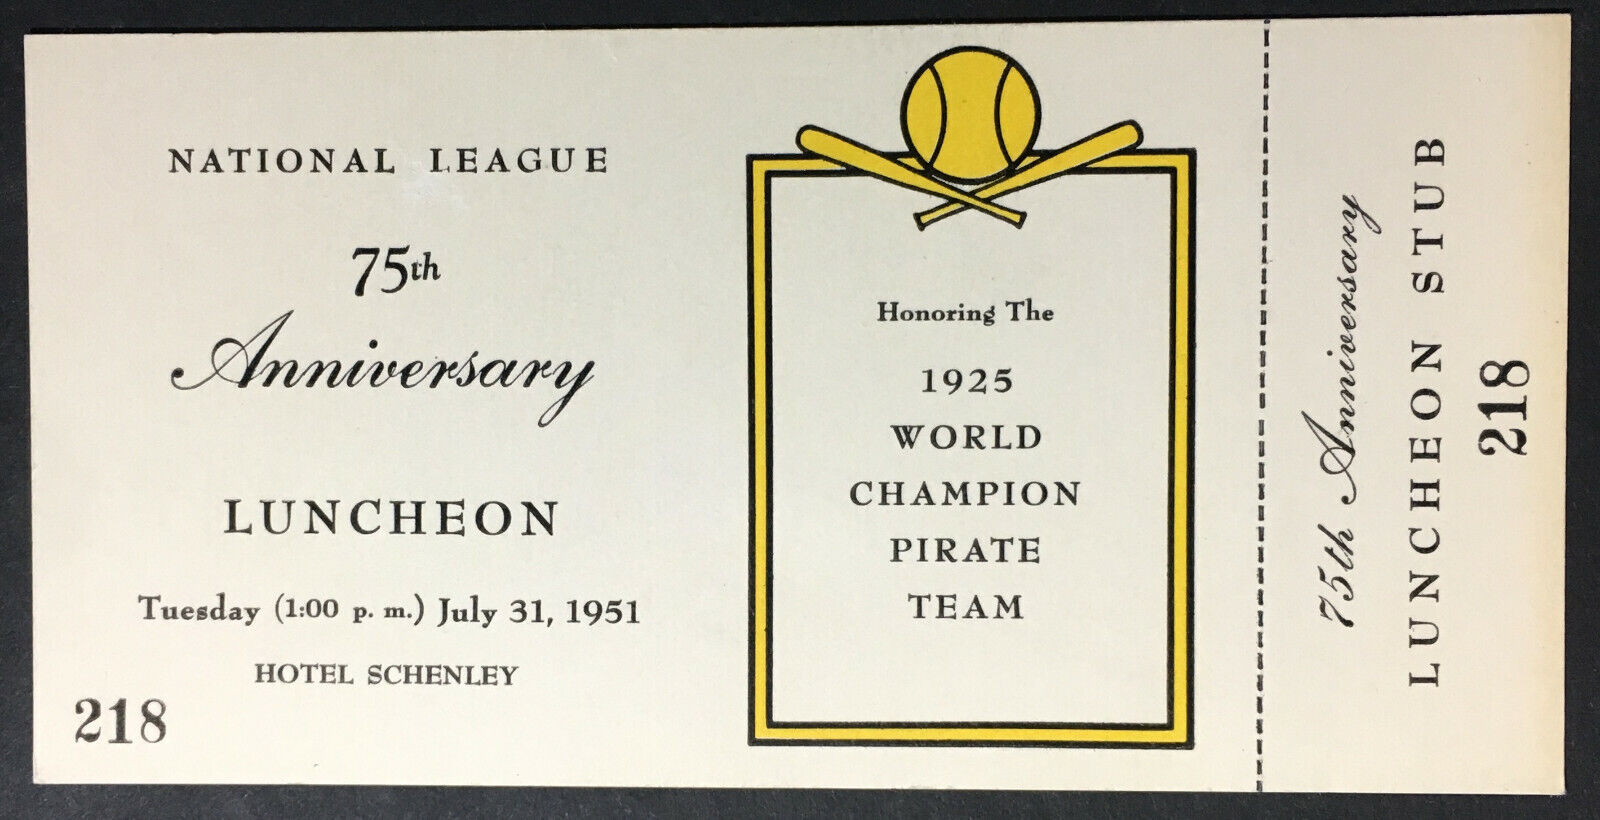 NATIONAL LEAGUE
75th
Anniversary
LUNCHEON
Tuesday (1:00 p. m.) July 31, 1951
HOTEL SCHENLEY
218
Honoring The
1925
WORLD
CHAMPION
PIRATE
TEAM
75th Anniversary
LUNCHEON STUB
218